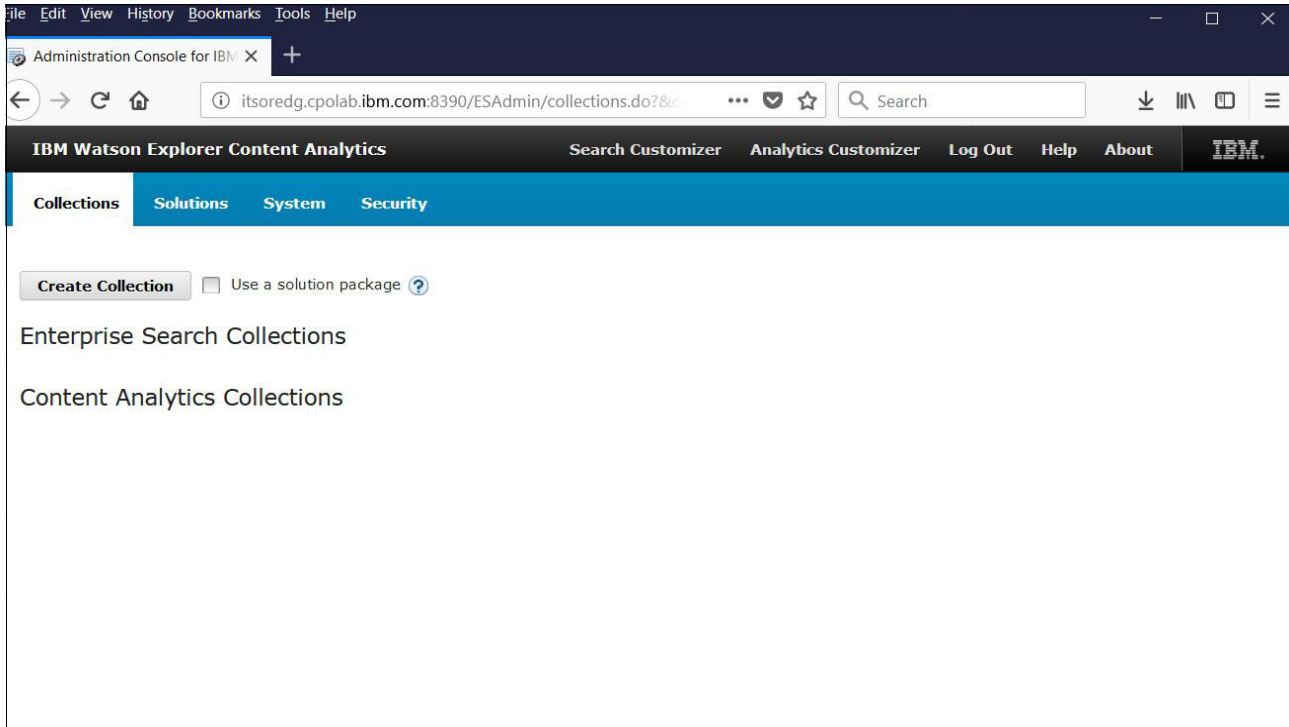 File Edit View History Bookmarks Tools Help
Administration Console for IBM
itsoredg.cpolab.ibm.com:8390/ESAdmin/collections.do?&c
Search
IBM Watson Explorer Content Analytics Search Customizer Analytics Customizer Log Out Help About IBM.
Collections Solutions System Security
Create Collection Use a solution package ?
Enterprise Search Collections
Content Analytics Collections